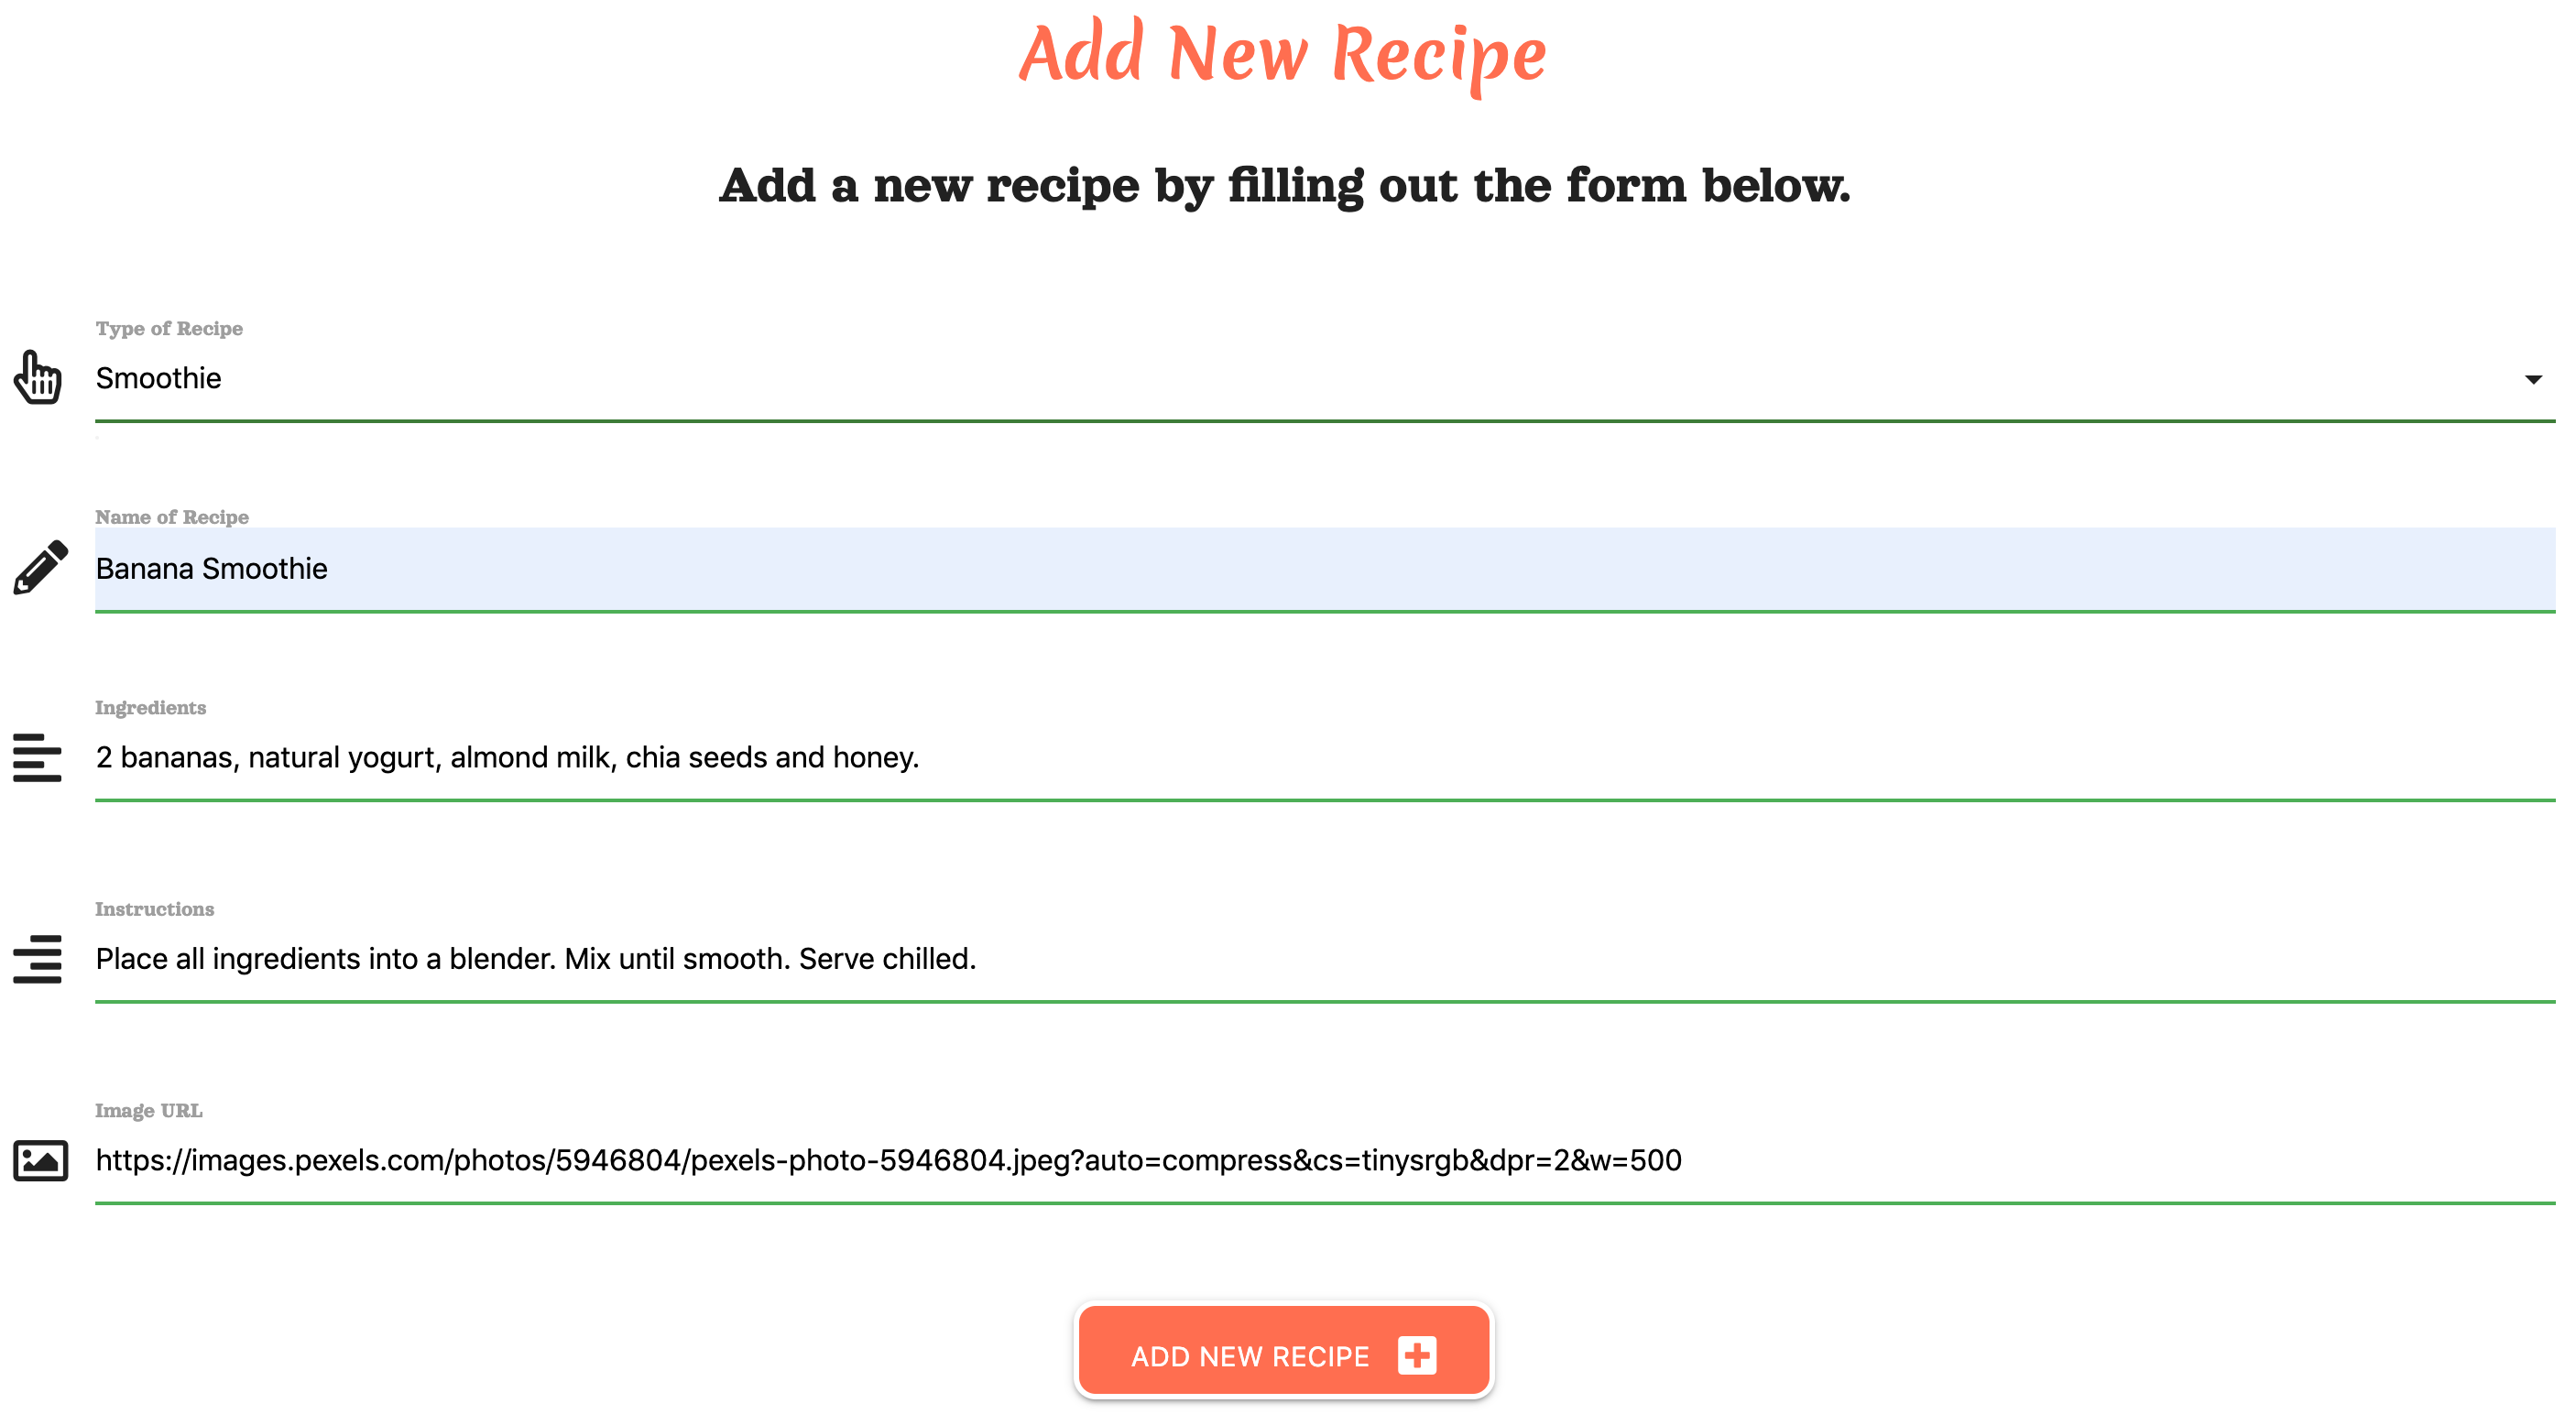 Add New Recipe
Add a new recipe by filling out the form below.
Type of Recipe
Smoothie
Name of Recipe
Banana Smoothie
Ingredients
2 bananas, natural yogurt, almond milk, chia seeds and honey.
Instructions
Place all ingredients into a blender. Mix until smooth. Serve chilled.
Image URL
https://images.pexels.com/photos/5946804/pexels-photo-5946804.jpeg?auto=compress&cs=tinysrgb&dpr=2&w=500
ADD NEW RECIPE